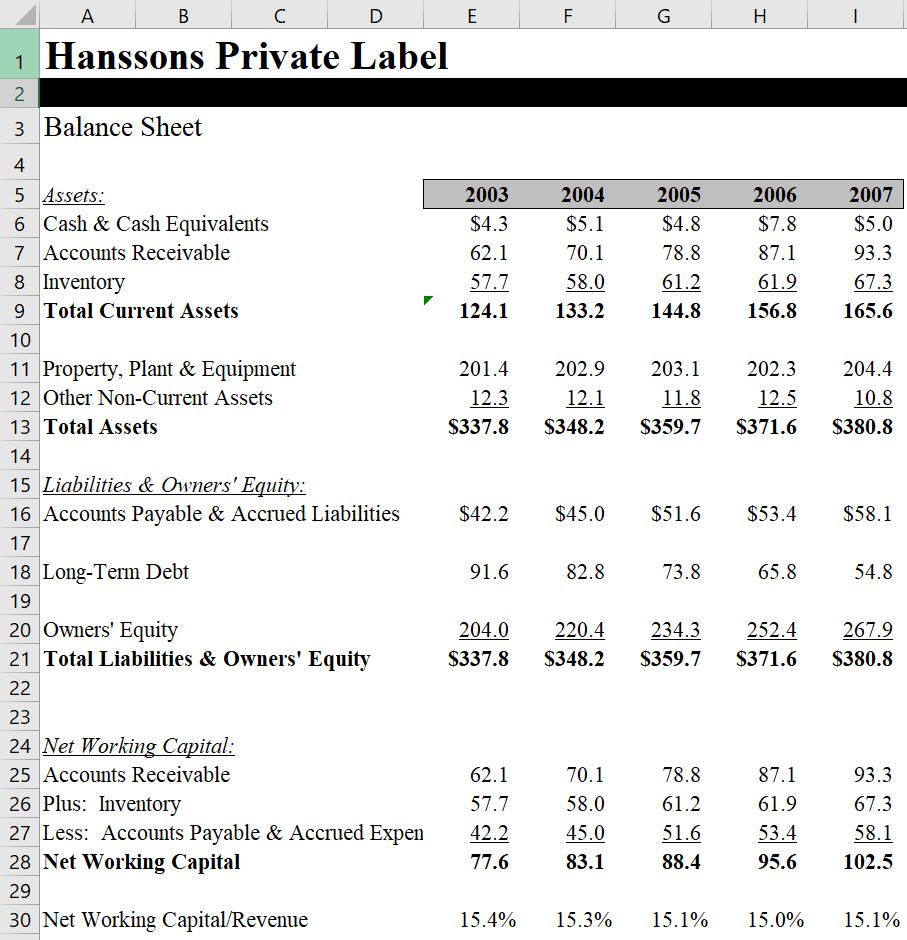 A B C D E F G H I
1 Hanssons Private Label
2
3 Balance Sheet
4
5 Assets: 2003 2004 2005 2006 2007
6 Cash & Cash Equivalents $4.3 $5.1 $4.8 $7.8 $5.0
7 Accounts Receivable 62.1 70.1 78.8 87.1 93.3
8 Inventory 57.7 58.0 61.2 61.9 67.3
9 Total Current Assets 124.1 133.2 144.8 156.8 165.6
10
11 Property, Plant & Equipment 201.4 202.9 203.1 202.3 204.4
12 Other Non-Current Assets 12.3 12.1 11.8 12.5 10.8
13 Total Assets $337.8 $348.2 $359.7 $371.6 $380.8
14
15 Liabilities & Owners' Equity:
16 Accounts Payable & Accrued Liabilities $42.2 $45.0 $51.6 $53.4 $58.1
17
18 Long-Term Debt 91.6 82.8 73.8 65.8 54.8
19
20 Owners' Equity 204.0 220.4 234.3 252.4 267.9
21 Total Liabilities & Owners' Equity $337.8 $348.2 $359.7 $371.6 $380.8
22
23
24 Net Working Capital:
25 Accounts Receivable 62.1 70.1 78.8 87.1 93.3
26 Plus: Inventory 57.7 58.0 61.2 61.9 67.3
27 Less: Accounts Payable & Accrued Expen 42.2 45.0 51.6 53.4 58.1
28 Net Working Capital 77.6 83.1 88.4 95.6 102.5
29
30 Net Working Capital/Revenue 15.4% 15.3% 15.1% 15.0% 15.1%